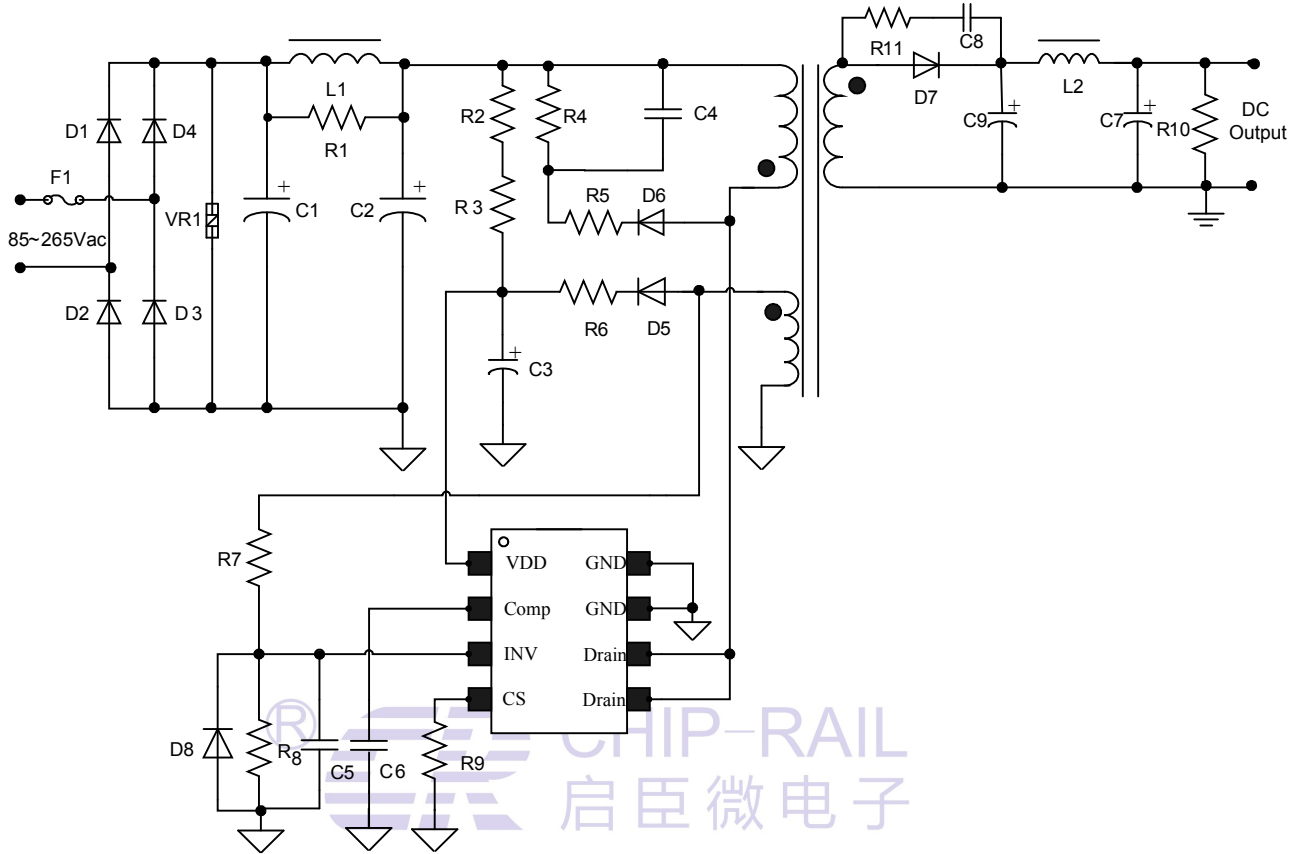 R11
C8
D7
L2
C9
C7
R10
DC
Output
L1
R1
R2
R4
C4
D1
D4
F1
VR1
C1
C2
R3
R5
D6
85~265Vac
D2
D3
R6
D5
C3
R7
VDD
GND
Comp
GND
INV
Drain
CS
Drain
D8
R8
C5
C6
R9
+
+
+
+
+
®
CHIP-RAIL
启臣微电子